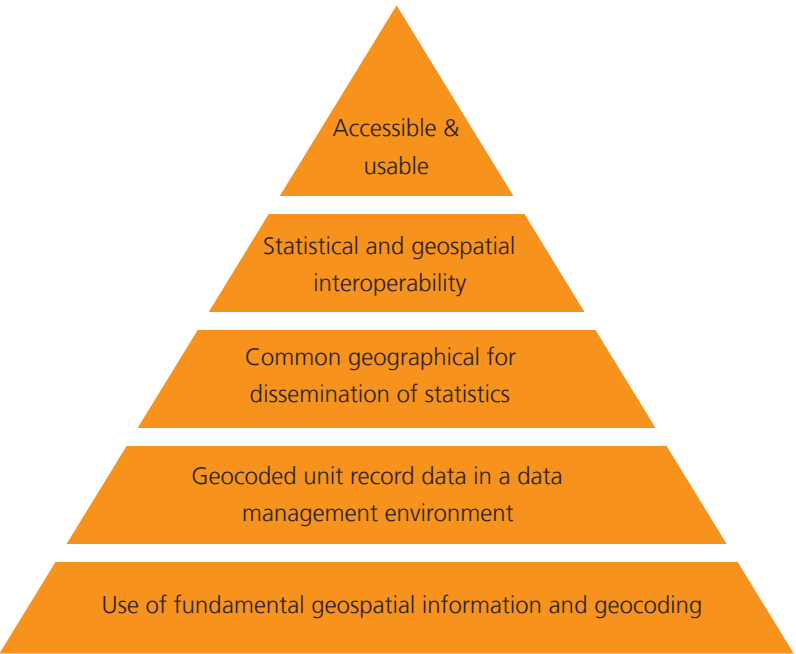 Accessible &
usable
Statistical and geospatial
interoperability
Common geographical for
dissemination of statistics
Geocoded unit record data in a data
management environment
Use of fundamental geospatial information and geocoding